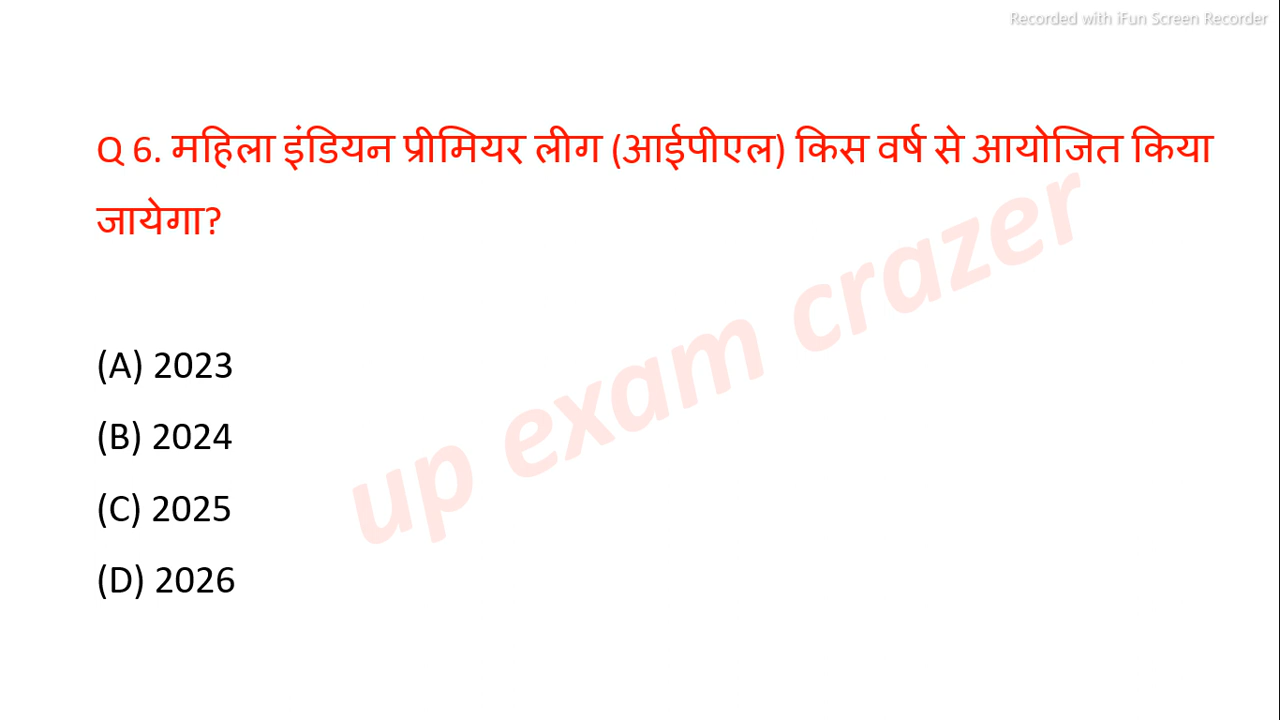 Recorded with iFun Screen Recorder
Q 6. महिला इंडियन प्रीमियर लीग (आईपीएल) किस वर्ष से आयोजित किया
जायेगा?
up exam crazer
(A) 2023
(B) 2024
(C) 2025
(D) 2026